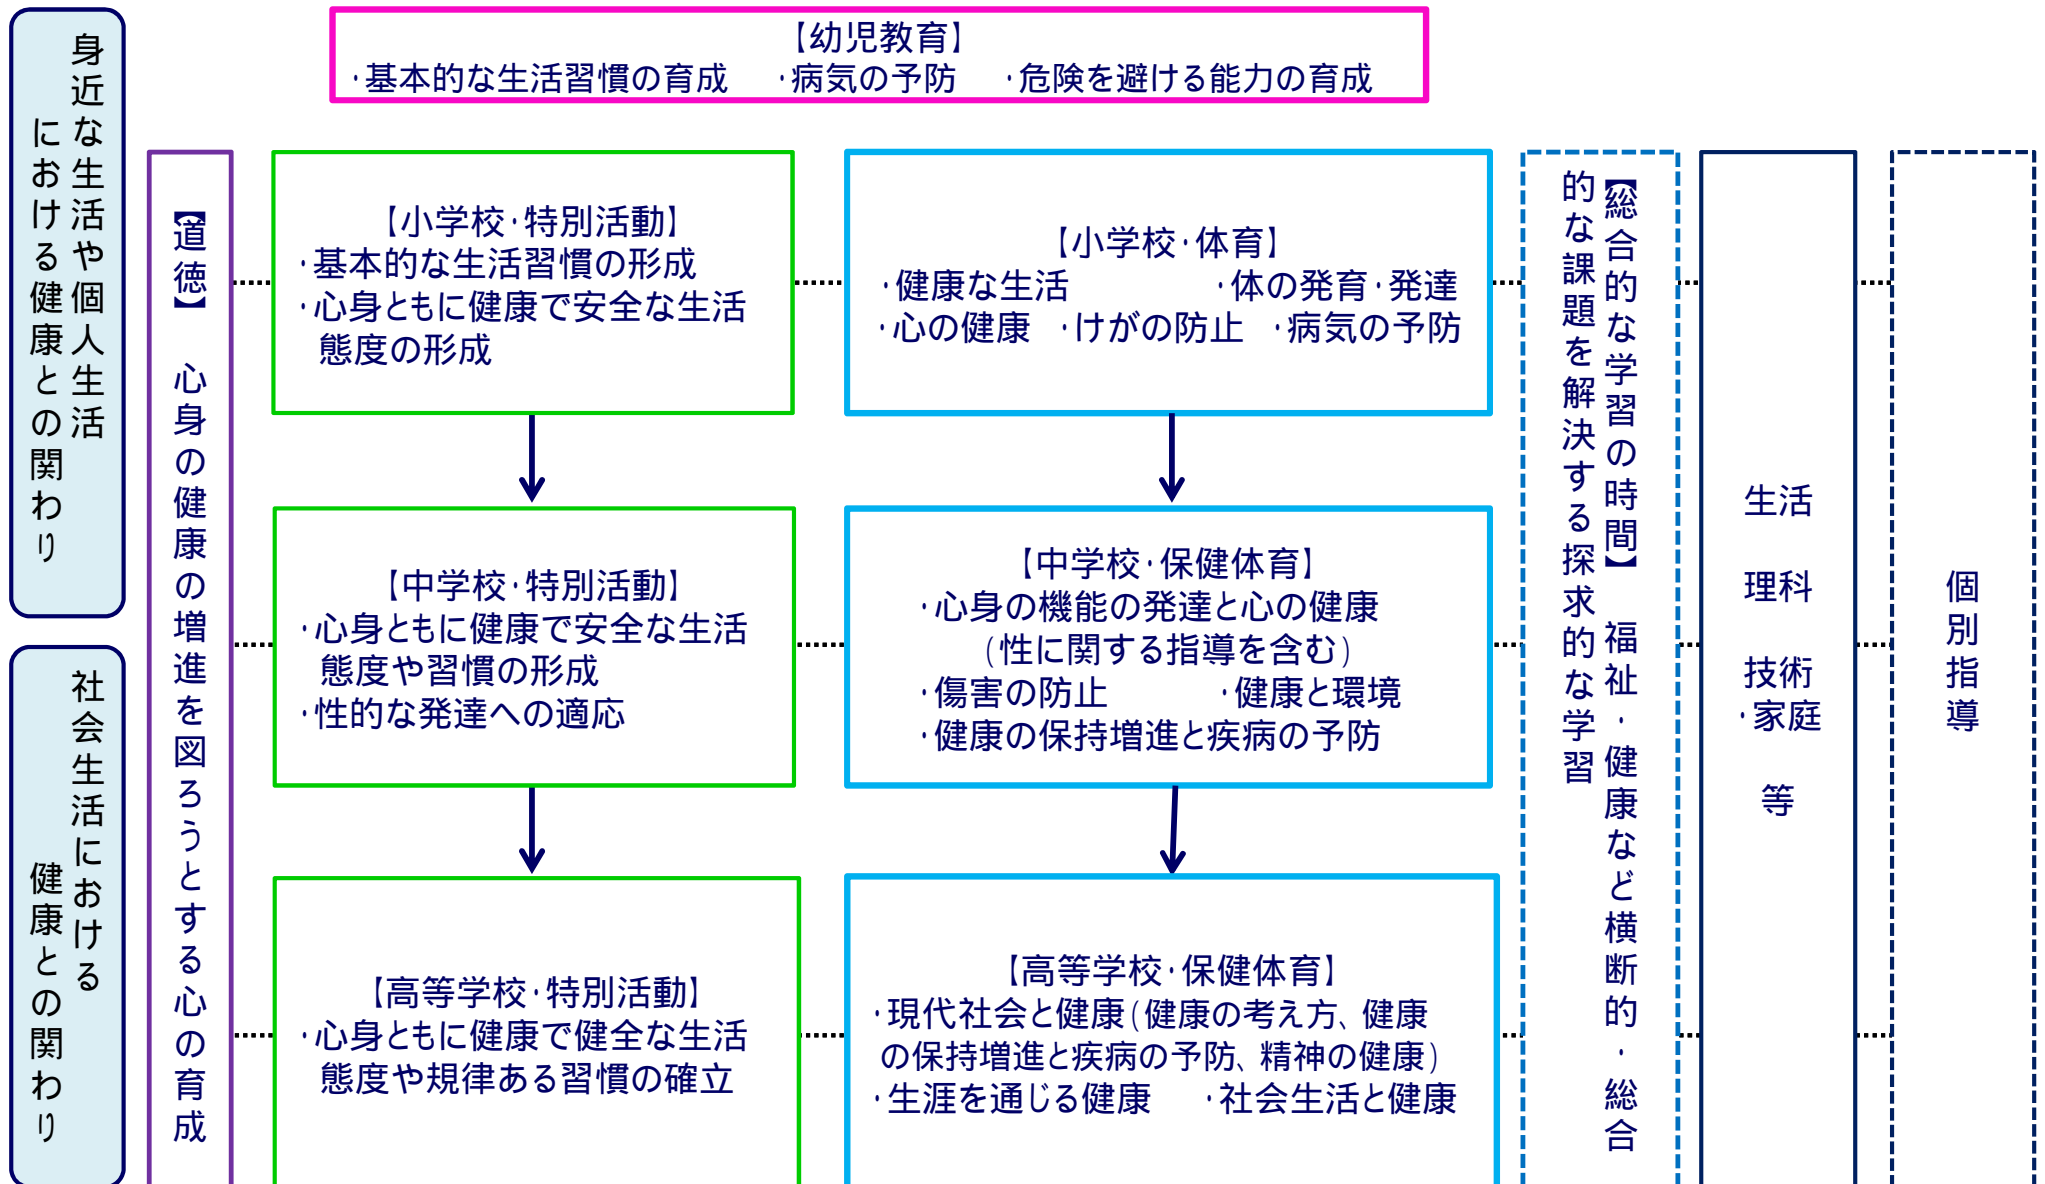 身近な生活や個人生活
における健康との関わり
社会生活における
健康との関わり
【幼児教育】
・基本的な生活習慣の育成　・病気の予防　・危険を避ける能力の育成
【道徳】　心身の健康の増進を図ろうとする心の育成
【小学校・特別活動】
・基本的な生活習慣の形成
・心身ともに健康で安全な生活
態度の形成
【小学校・体育】
・健康な生活　・体の発育・発達
・心の健康　・けがの防止　・病気の予防
【中学校・特別活動】
・心身ともに健康で安全な生活
態度や習慣の形成
・性的な発達への適応
【中学校・保健体育】
・心身の機能の発達と心の健康
（性に関する指導を含む）
・傷害の防止　・健康と環境
・健康の保持増進と疾病の予防
【高等学校・特別活動】
・心身ともに健康で健全な生活
態度や規律ある習慣の確立
【高等学校・保健体育】
・現代社会と健康（健康の考え方、健康
の保持増進と疾病の予防、精神の健康）
・生涯を通じる健康　・社会生活と健康
【総合的な学習の時間】　福祉・健康など横断的・総合
的な課題を解決する探求的な学習
生活
理科
技術
・家庭
等
個別指導